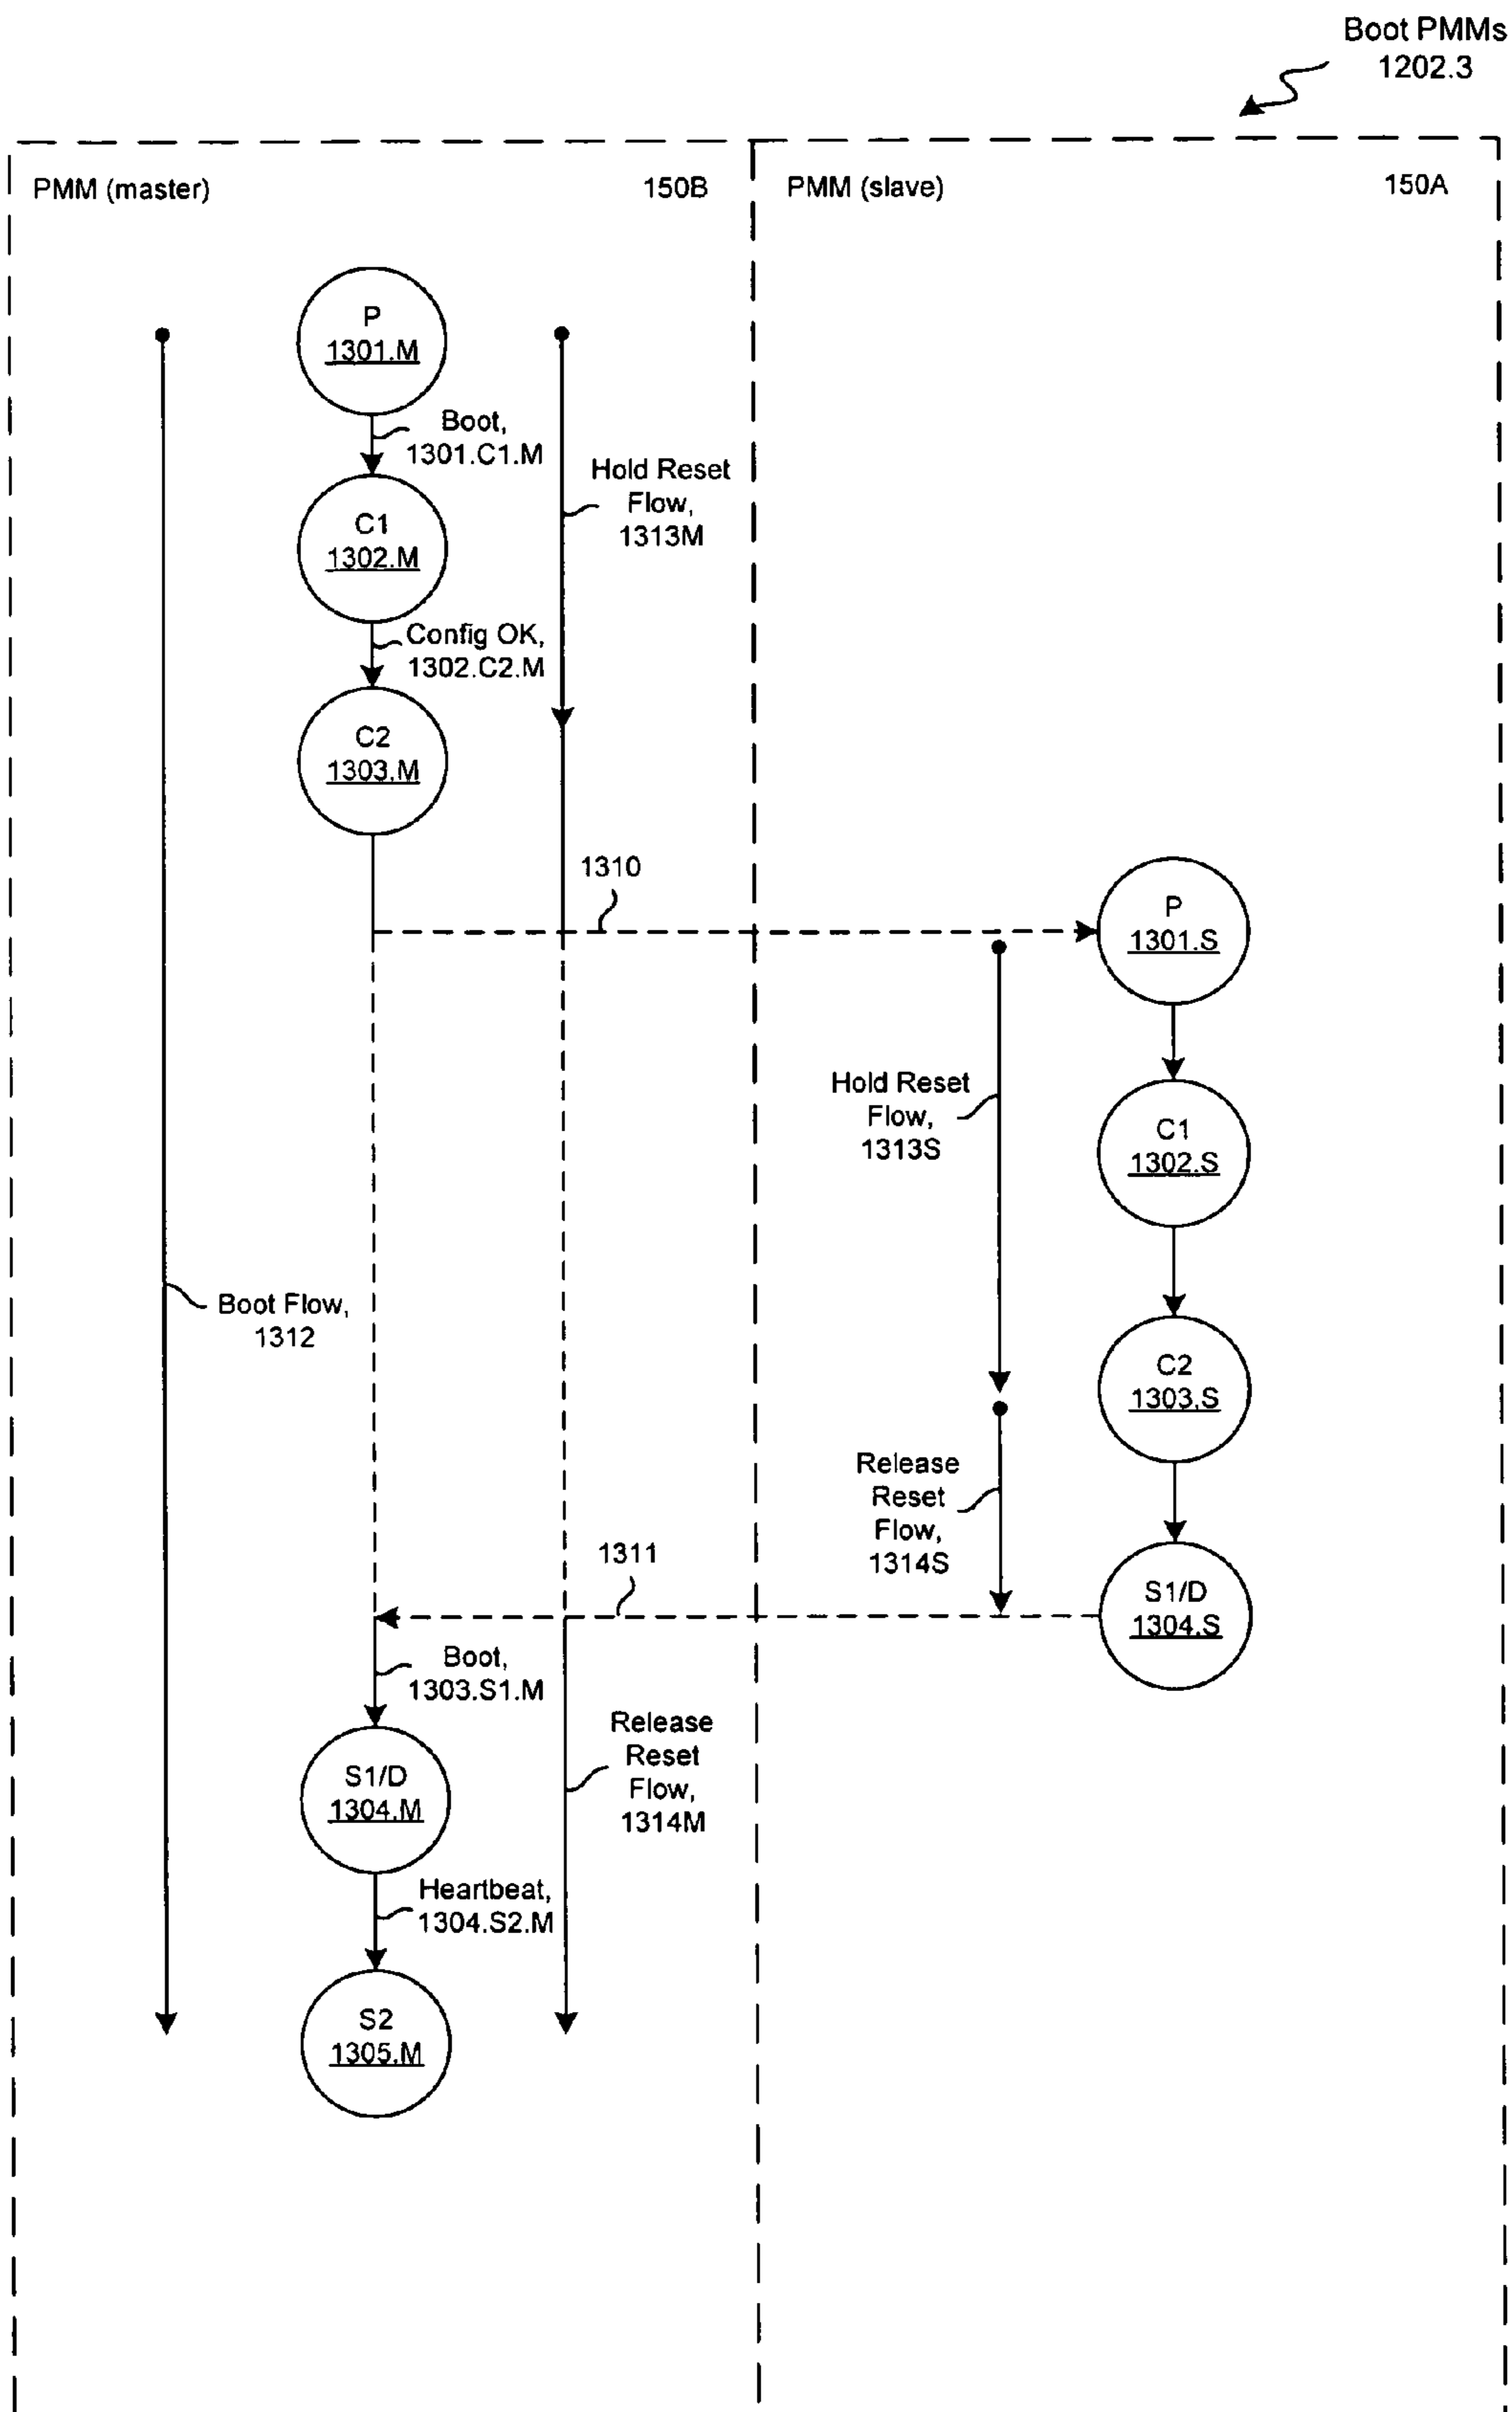 Boot PMMs
1202.3
PMM (master)
150B
PMM (slave)
150A
P
1301.M
Boot,
1301.C1.M
Hold Reset
Flow,
1313M
C1
1302.M
Config OK,
1302.C2.M
C2
1303.M
1310
P
1301.S
Hold Reset
Flow,
1313S
C1
1302.S
Boot Flow,
1312
C2
1303.S
Release
Reset
Flow,
1314S
1311
S1/D
1304.S
Boot,
1303.S1.M
Release
Reset
Flow,
1314M
S1/D
1304.M
Heartbeat,
1304.S2.M
S2
1305.M